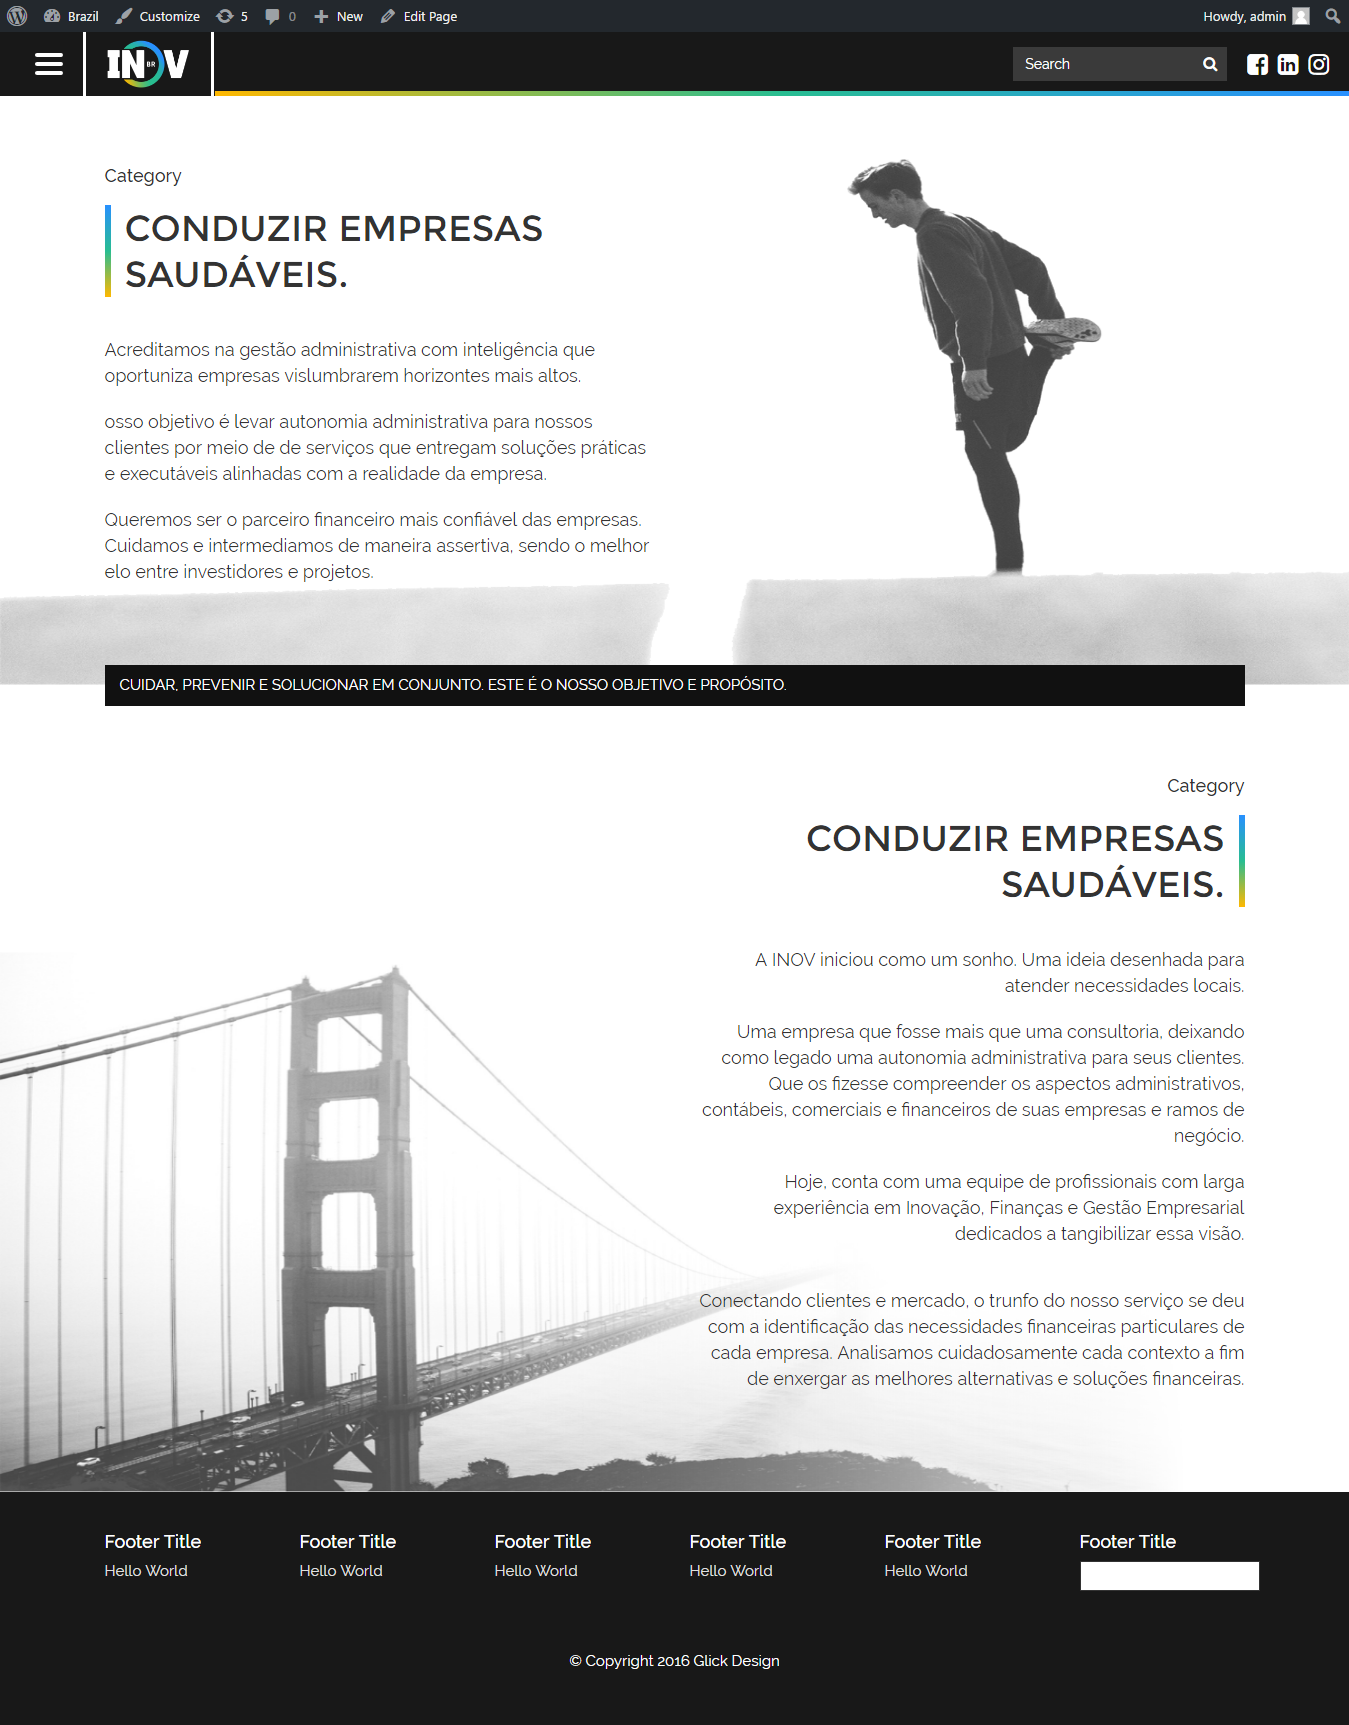 Brazil Customize 5 0 New Edit Page Howdy, admin
INOV BR
Search
Category
CONDUZIR EMPRESAS
SAUDÁVEIS.
Acreditamos na gestão administrativa com inteligência que
oportuniza empresas vislumbrarem horizontes mais altos.
osso objetivo é levar autonomia administrativa para nossos
clientes por meio de de serviços que entregam soluções práticas
e executáveis alinhadas com a realidade da empresa.
Queremos ser o parceiro financeiro mais confiável das empresas.
Cuidamos e intermediamos de maneira assertiva, sendo o melhor
elo entre investidores e projetos.
CUIDAR, PREVENIR E SOLUCIONAR EM CONJUNTO. ESTE É O NOSSO OBJETIVO E PROPÓSITO.
Category
CONDUZIR EMPRESAS
SAUDÁVEIS.
A INOV iniciou como um sonho. Uma ideia desenhada para
atender necessidades locais.
Uma empresa que fosse mais que uma consultoria, deixando
como legado uma autonomia administrativa para seus clientes.
Que os fizesse compreender os aspectos administrativos,
contábeis, comerciais e financeiros de suas empresas e ramos de
negócio.
Hoje, conta com uma equipe de profissionais com larga
experiência em Inovação, Finanças e Gestão Empresarial
dedicados a tangibilizar essa visão.
Conectando clientes e mercado, o trunfo do nosso serviço se deu
com a identificação das necessidades financeiras particulares de
cada empresa. Analisamos cuidadosamente cada contexto a fim
de enxergar as melhores alternativas e soluções financeiras.
Footer Title Footer Title Footer Title Footer Title Footer Title Footer Title
Hello World Hello World Hello World Hello World Hello World
© Copyright 2016 Glick Design